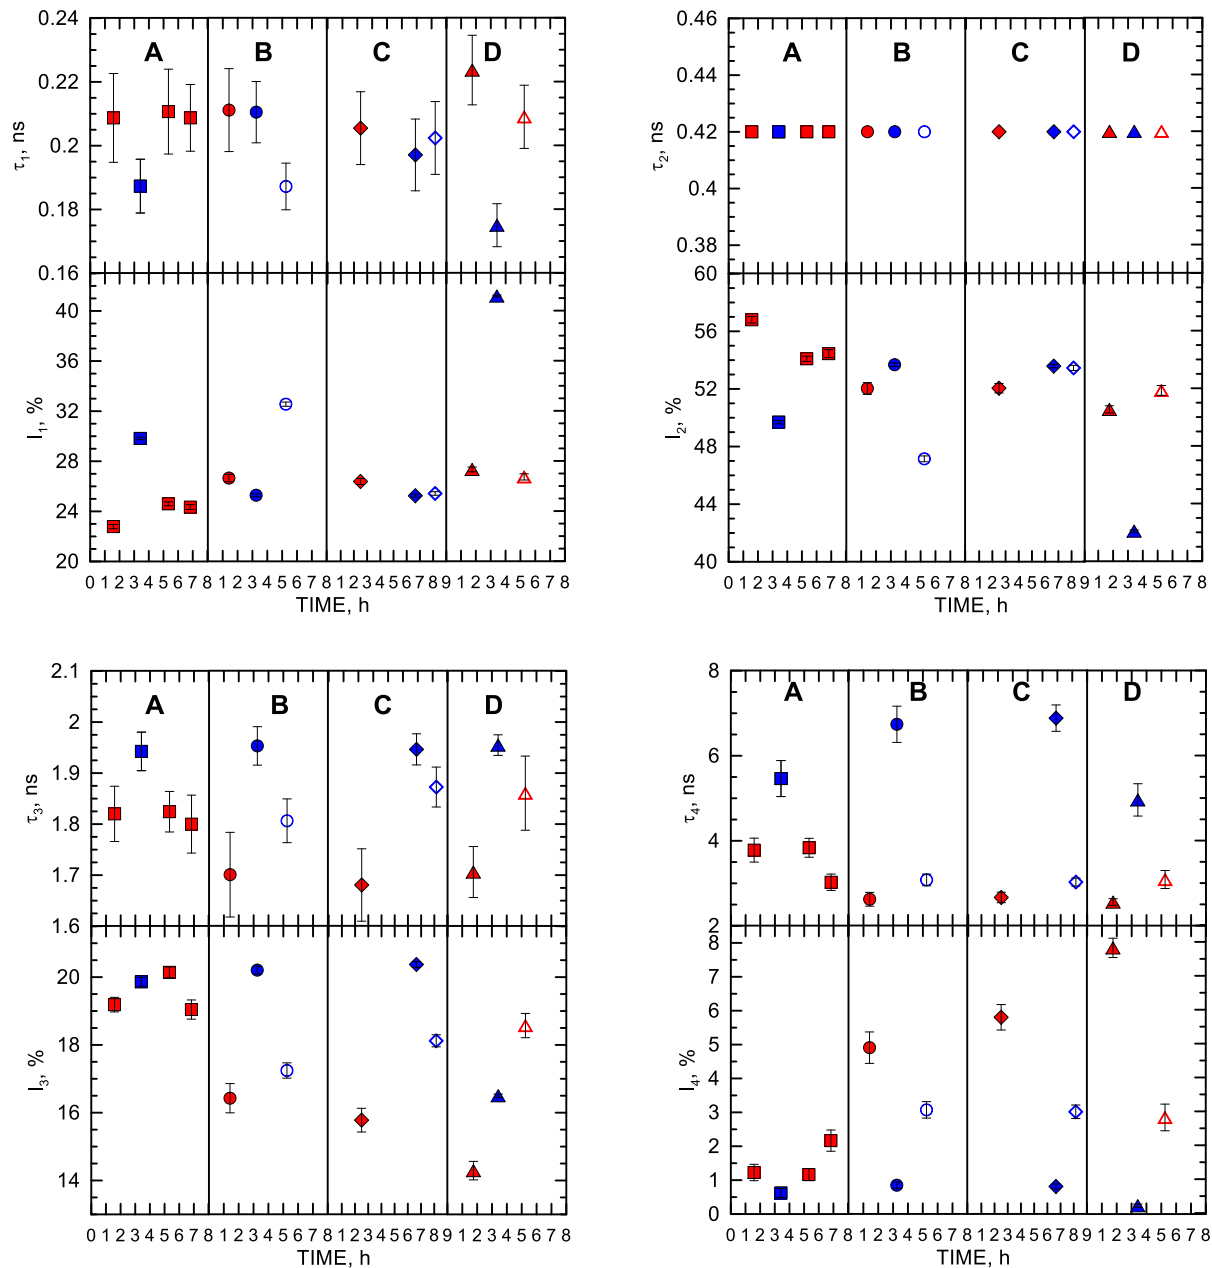 0.24
A B C D
0.22
0.2
0.18
0.16
τ1, ns
40
36
32
28
24
20
I1, %
0 1 2 3 4 5 6 7 8 1 2 3 4 5 6 7 8 1 2 3 4 5 6 7 8 9 1 2 3 4 5 6 7 8
TIME, h
0.46
A B C D
0.44
0.42
0.4
0.38
τ2, ns
60
56
52
48
44
40
I2, %
0 1 2 3 4 5 6 7 8 1 2 3 4 5 6 7 8 1 2 3 4 5 6 7 8 9 1 2 3 4 5 6 7 8
TIME, h
2.1
A B C D
2
1.9
1.8
1.7
1.6
τ3, ns
20
18
16
14
I3, %
0 1 2 3 4 5 6 7 8 1 2 3 4 5 6 7 8 1 2 3 4 5 6 7 8 9 1 2 3 4 5 6 7 8
TIME, h
8
A B C D
6
4
2
τ4, ns
8
7
6
5
4
3
2
1
0
I4, %
0 1 2 3 4 5 6 7 8 1 2 3 4 5 6 7 8 1 2 3 4 5 6 7 8 9 1 2 3 4 5 6 7 8
TIME, h